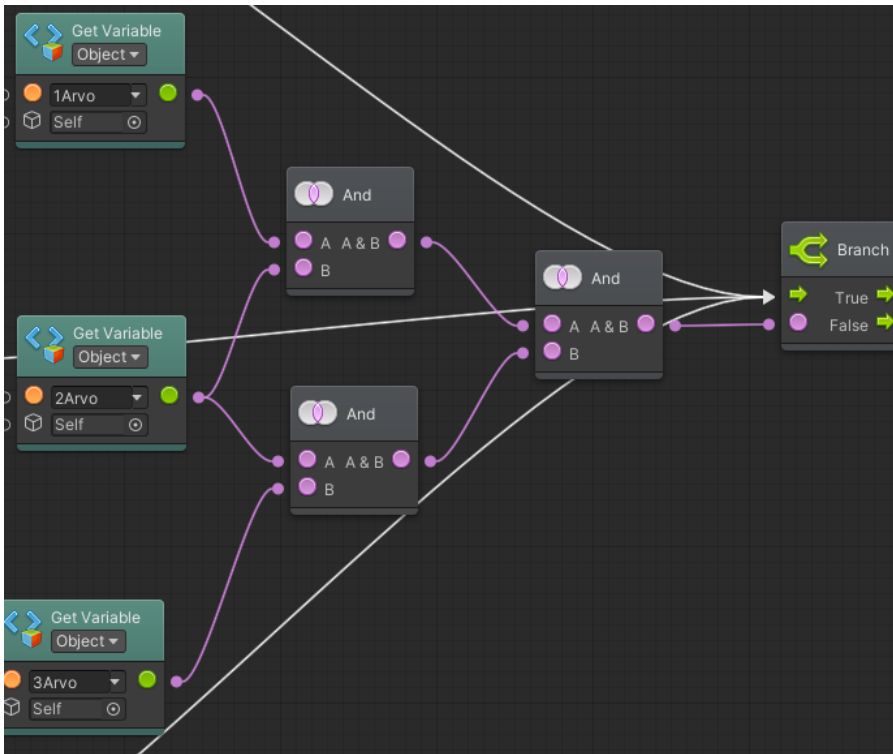 Get Variable
Object
1Arvo
Self
And
A A & B
B
And
A A & B
B
Branch
True
False
Get Variable
Object
2Arvo
Self
And
A A & B
B
Get Variable
Object
3Arvo
Self